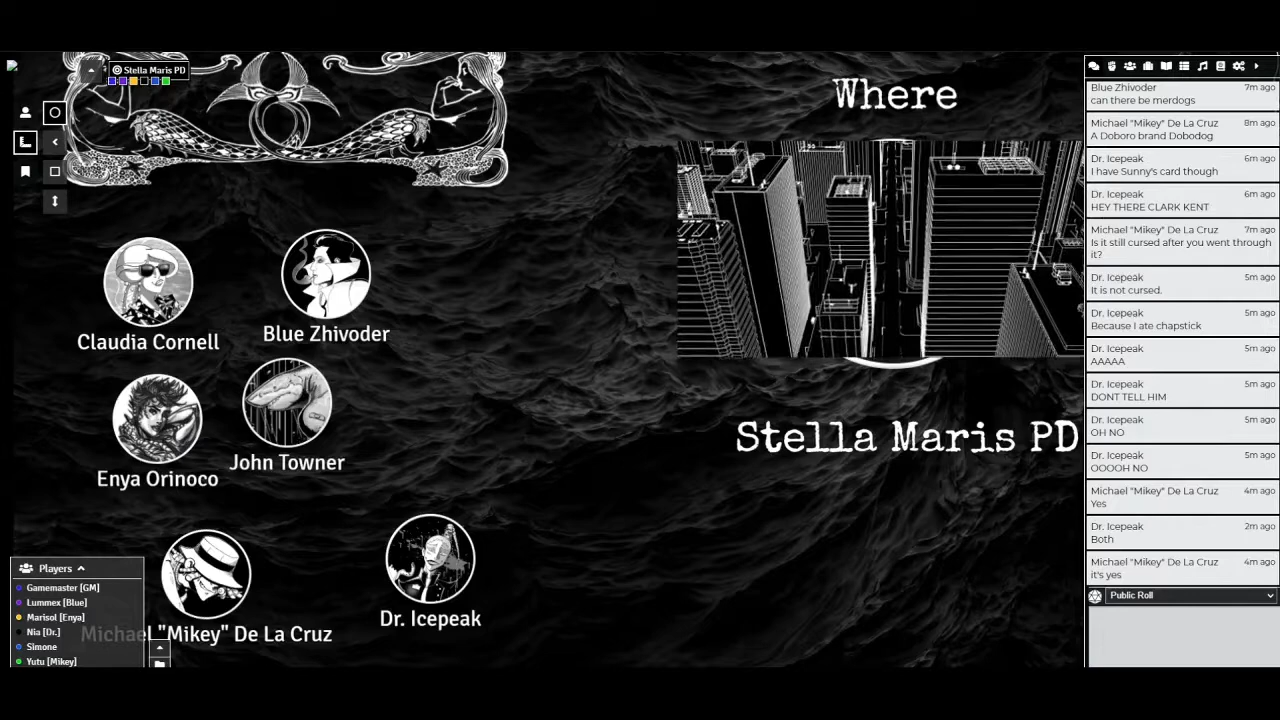 Stella Maris PD
Where
Stella Maris PD
Claudia Cornell
Blue Zhivoder
Enya Orinoco
John Towner
Michael "Mikey" De La Cruz
Dr. Icepeak
Players
Gamemaster [GM]
Lummex [Blue]
Marisol [Enya]
Nia [Dr.]
Simone
Yutu [Mikey]
Blue Zhivoder 7m ago
can there be merdogs
Michael "Mikey" De La Cruz 8m ago
A Doboro brand Dobodog
Dr. Icepeak 6m ago
I have Sunny's card though
Dr. Icepeak 6m ago
HEY THERE CLARK KENT
Michael "Mikey" De La Cruz 7m ago
Is it still cursed after you went through
it?
Dr. Icepeak 5m ago
It is not cursed.
Dr. Icepeak 5m ago
Because I ate chapstick
Dr. Icepeak 5m ago
AAAAA
Dr. Icepeak 5m ago
DONT TELL HIM
Dr. Icepeak 5m ago
OH NO
Dr. Icepeak 5m ago
OOOOH NO
Michael "Mikey" De La Cruz 4m ago
Yes
Dr. Icepeak 2m ago
Both
Michael "Mikey" De La Cruz 4m ago
it's yes
Public Roll